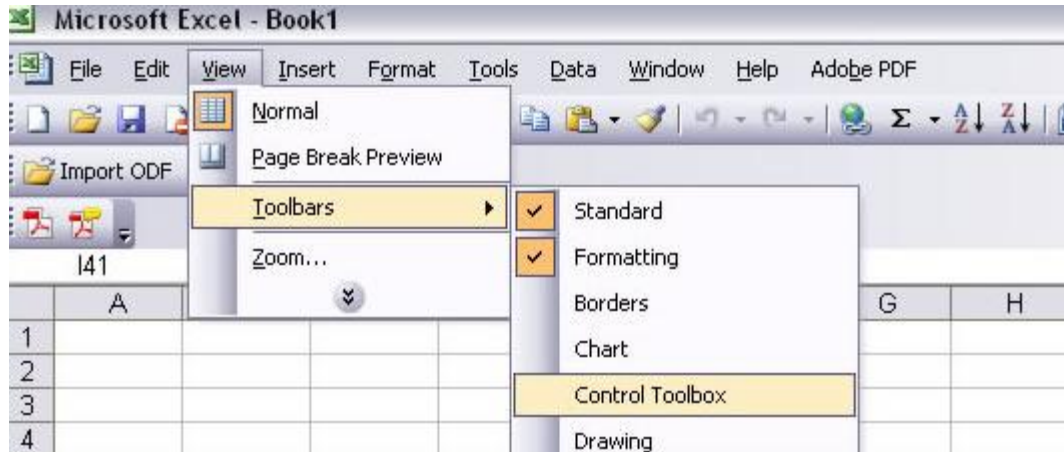 Microsoft Excel - Book1
File Edit View Insert Format Tools Data Window Help Adobe PDF
Normal
Page Break Preview
Import ODF
Toolbars
Standard
Zoom...
Formatting
I41
Borders
A G H
Chart
Control Toolbox
Drawing
1
2
3
4